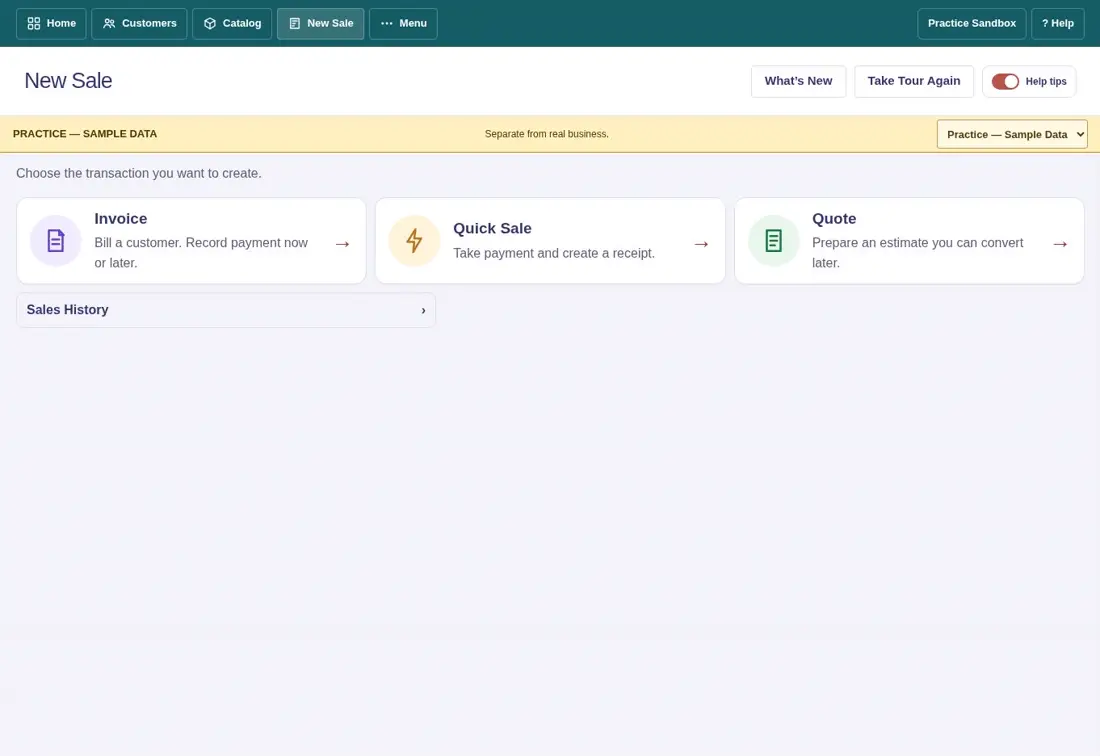 Home
Customers
Catalog
New Sale
Menu
Practice Sandbox
? Help
New Sale
What's New
Take Tour Again
Help tips
PRACTICE — SAMPLE DATA
Separate from real business.
Practice — Sample Data
Choose the transaction you want to create.
Invoice
Bill a customer. Record payment now
or later.
→
Quick Sale
Take payment and create a receipt.
→
Quote
Prepare an estimate you can convert
later.
→
Sales History
›